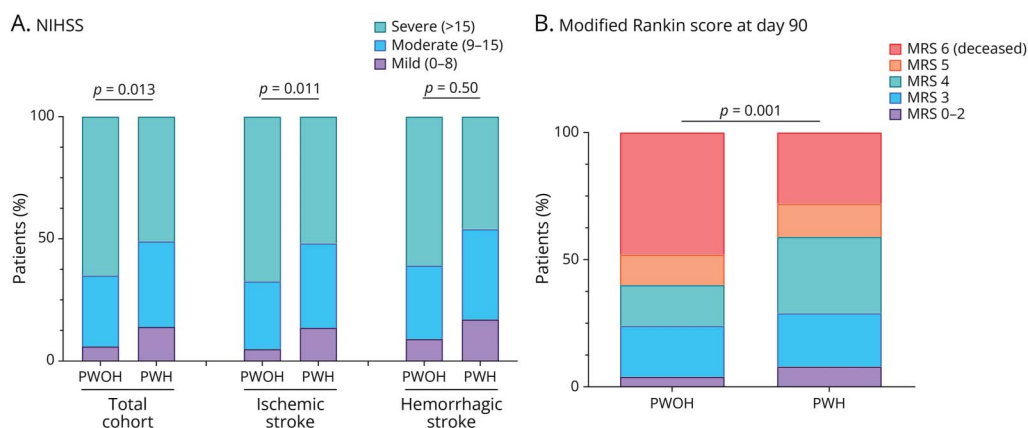 A. NIHSS
Severe (>15)
Moderate (9–15)
Mild (0–8)
p = 0.013
p = 0.011
p = 0.50
100
50
0
Patients (%)
PWOH PWH PWOH PWH PWOH PWH
Total cohort
Ischemic stroke
Hemorrhagic stroke
B. Modified Rankin score at day 90
MRS 6 (deceased)
MRS 5
MRS 4
MRS 3
MRS 0–2
p = 0.001
100
50
0
Patients (%)
PWOH PWH